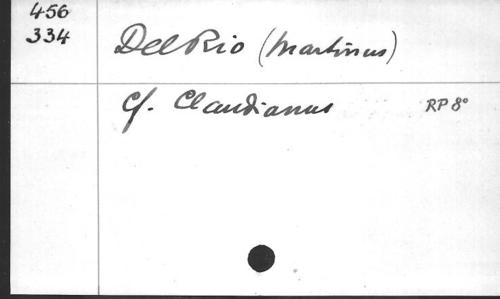 456
334
Del Rio (Martinus)
Cf. Claudianus RP 8°